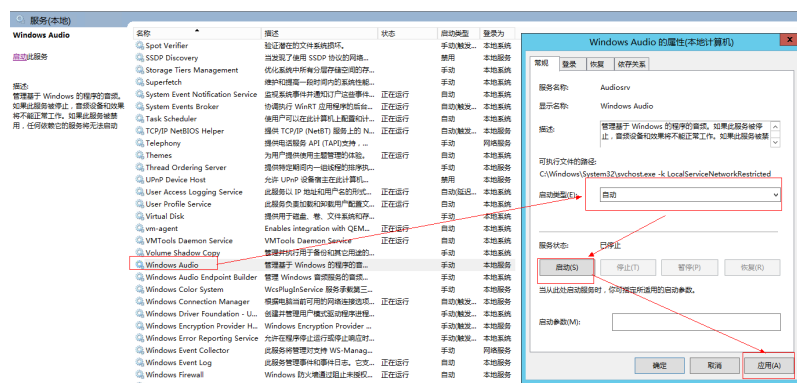 服务(本地)
Windows Audio
启动此服务
描述:
管理基于 Windows 的程序的音频。
如果此服务被停止，音频设备和效果
将不能正常工作。如果此服务被禁
用，任何依赖它的服务将无法启动
名称 描述 状态 启动类型 登录为
Spot Verifier 验证潜在的文件系统损坏。 手动(触发... 本地系统
SSDP Discovery 当发现了使用 SSDP 协议的网络... 禁用 本地服务
Storage Tiers Management 优化系统中所有分层存储空间的存... 手动 本地系统
Superfetch 维护和提高一段时间内的系统性能... 手动 本地系统
System Event Notification Service 监视系统事件并通知订户这些事件... 正在运行 自动 本地系统
System Events Broker 协调执行 WinRT 应用程序的后台... 正在运行 自动(触发... 本地系统
Task Scheduler 使用户可以在此计算机上配置和计... 正在运行 自动 本地系统
TCP/IP NetBIOS Helper 提供 TCP/IP (NetBT) 服务上的 N... 正在运行 自动(触发... 本地服务
Telephony 提供电话服务 API (TAPI)支持， ... 手动 网络服务
Themes 为用户提供使用主题管理的体验。 正在运行 自动 本地系统
Thread Ordering Server 提供特定期间内一组线程的排序执... 手动 本地服务
UPnP Device Host 允许 UPnP 设备宿主在此计算机... 禁用 本地服务
User Access Logging Service 此服务以 IP 地址和用户名的形式... 正在运行 自动(延迟... 本地系统
User Profile Service 此服务负责加载和卸载用户配置文... 正在运行 自动 本地系统
Virtual Disk 提供用于磁盘、卷、文件系统和存... 手动 本地系统
vm-agent Enables integration with QEM... 正在运行 自动 本地系统
VMTools Daemon Service VMTools Daemon Service 正在运行 自动 本地系统
Volume Shadow Copy 管理并执行用于备份和其它用途的... 手动 本地系统
Windows Audio 管理基于 Windows 的程序的音... 手动 本地服务
Windows Audio Endpoint Builder 管理 Windows 音频服务的音频... 手动 本地系统
Windows Color System WcsPlugInService 服务承载第三... 手动 本地服务
Windows Connection Manager 根据电脑当前可用的网络连接选项... 正在运行 自动(触发... 本地服务
Windows Driver Foundation - U... 创建并管理用户模式驱动程序进程... 手动(触发... 本地系统
Windows Encryption Provider H... Windows Encryption Provider ... 手动(触发... 本地服务
Windows Error Reporting Service 允许在程序停止运行或停止响应时... 手动(触发... 本地系统
Windows Event Collector 此服务将管理对支持 WS-Manag... 手动 网络服务
Windows Event Log 此服务管理事件和事件日志。它支... 正在运行 自动 本地服务
Windows Firewall Windows 防火墙通过阻止未授权... 正在运行 自动 本地服务
Windows Audio 的属性(本地计算机)
常规 登录 恢复 依存关系
服务名称: Audiosrv
显示名称: Windows Audio
描述: 管理基于 Windows 的程序的音频。如果此服务被停
止，音频设备和效果将不能正常工作。如果此服务被禁
可执行文件的路径:
C:\Windows\System32\svchost.exe -k LocalServiceNetworkRestricted
启动类型(E): 自动
服务状态: 已停止
启动(S) 停止(T) 暂停(P) 恢复(R)
当从此处启动服务时，你可指定所适用的启动参数。
启动参数(M):
确定 取消 应用(A)